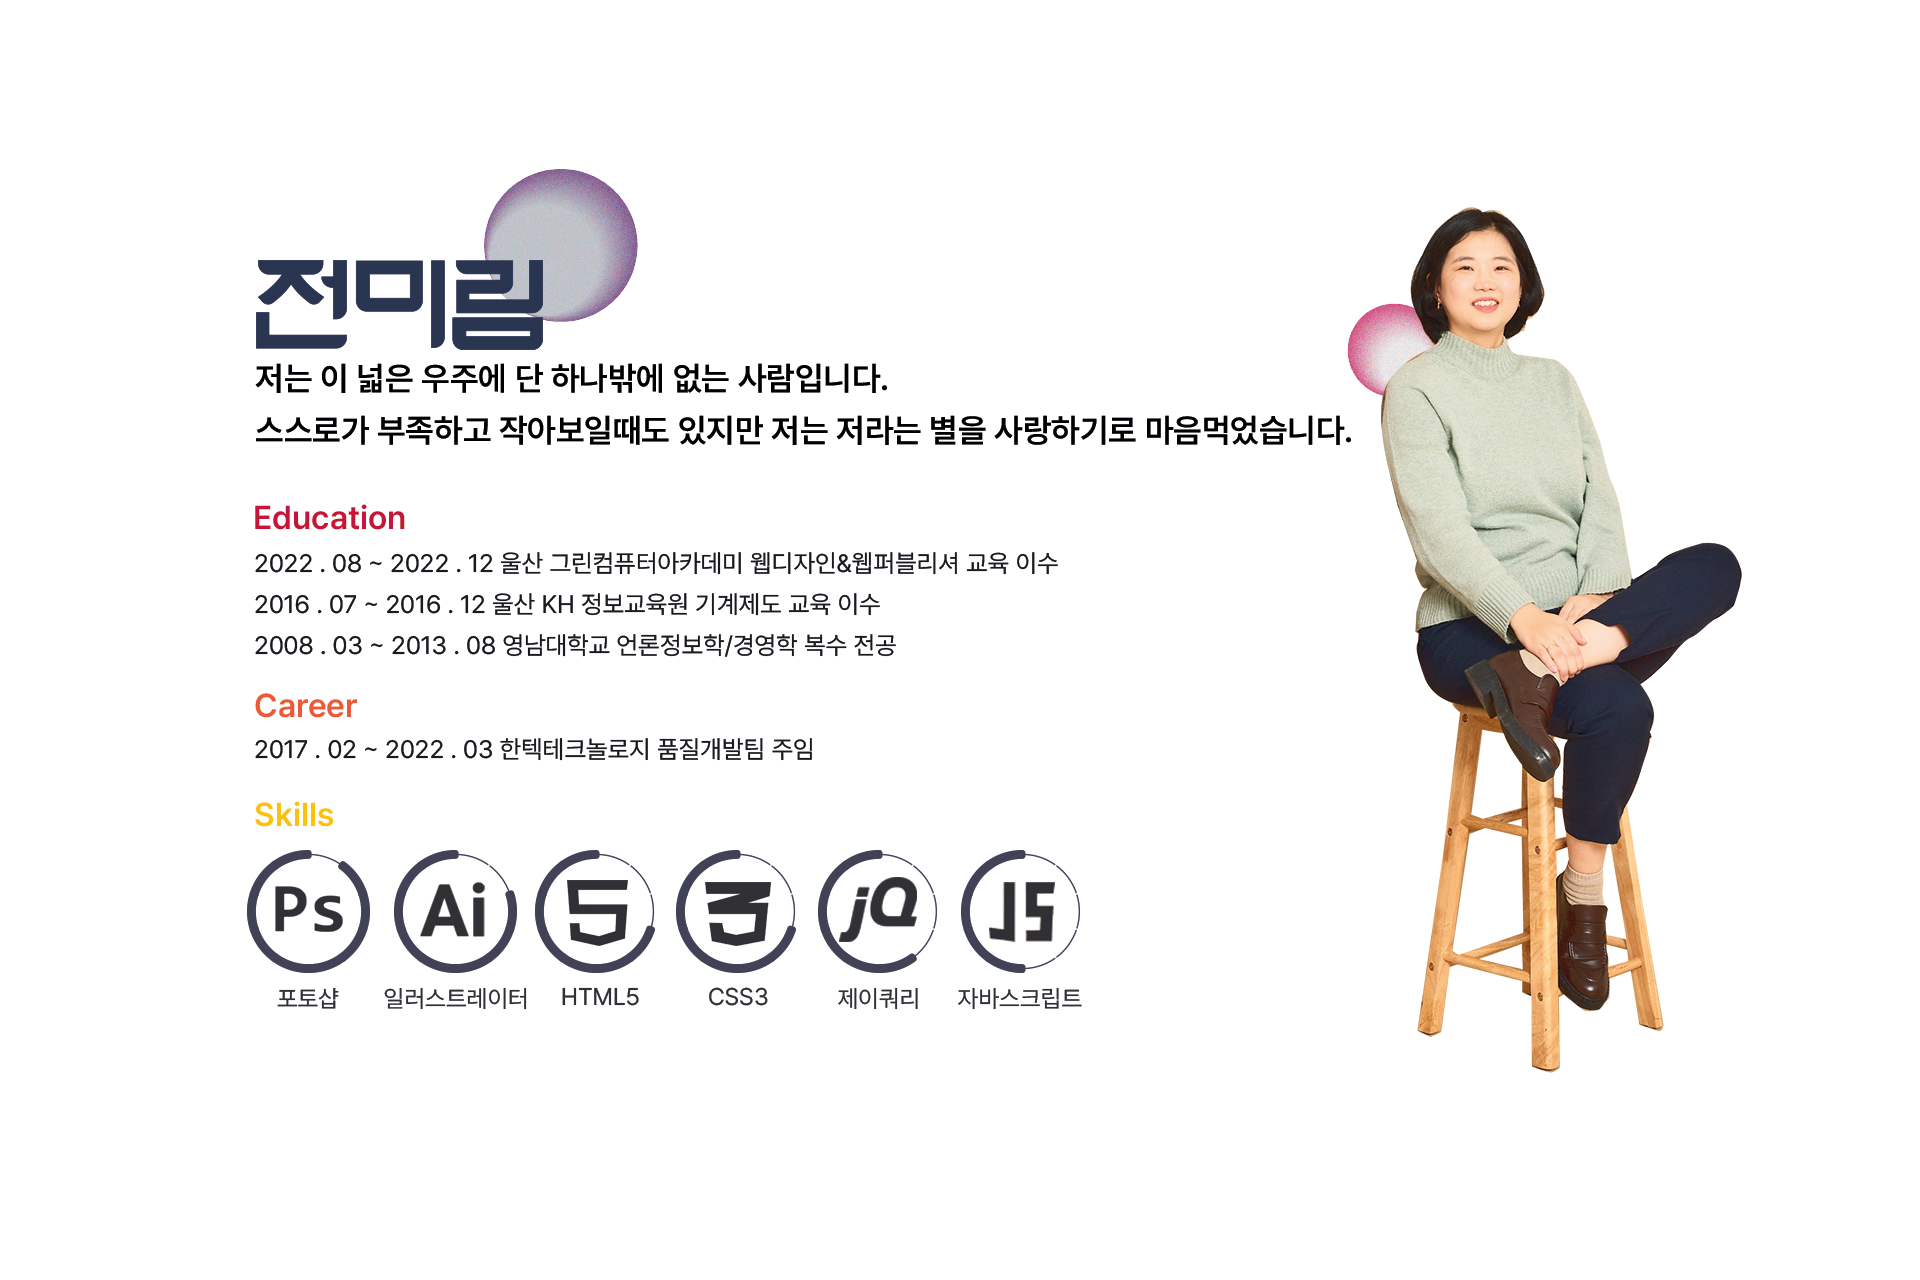 전미림
저는 이 넓은 우주에 단 하나밖에 없는 사람입니다.
스스로가 부족하고 작아보일때도 있지만 저는 저라는 별을 사랑하기로 마음먹었습니다.
Education
2022 . 08 ~ 2022 . 12 울산 그린컴퓨터아카데미 웹디자인&웹퍼블리셔 교육 이수
2016 . 07 ~ 2016 . 12 울산 KH 정보교육원 기계제도 교육 이수
2008 . 03 ~ 2013 . 08 영남대학교 언론정보학/경영학 복수 전공
Career
2017 . 02 ~ 2022 . 03 한텍테크놀로지 품질개발팀 주임
Skills
Ps Ai 5 3 jQ JS
포토샵 일러스트레이터 HTML5 CSS3 제이쿼리 자바스크립트